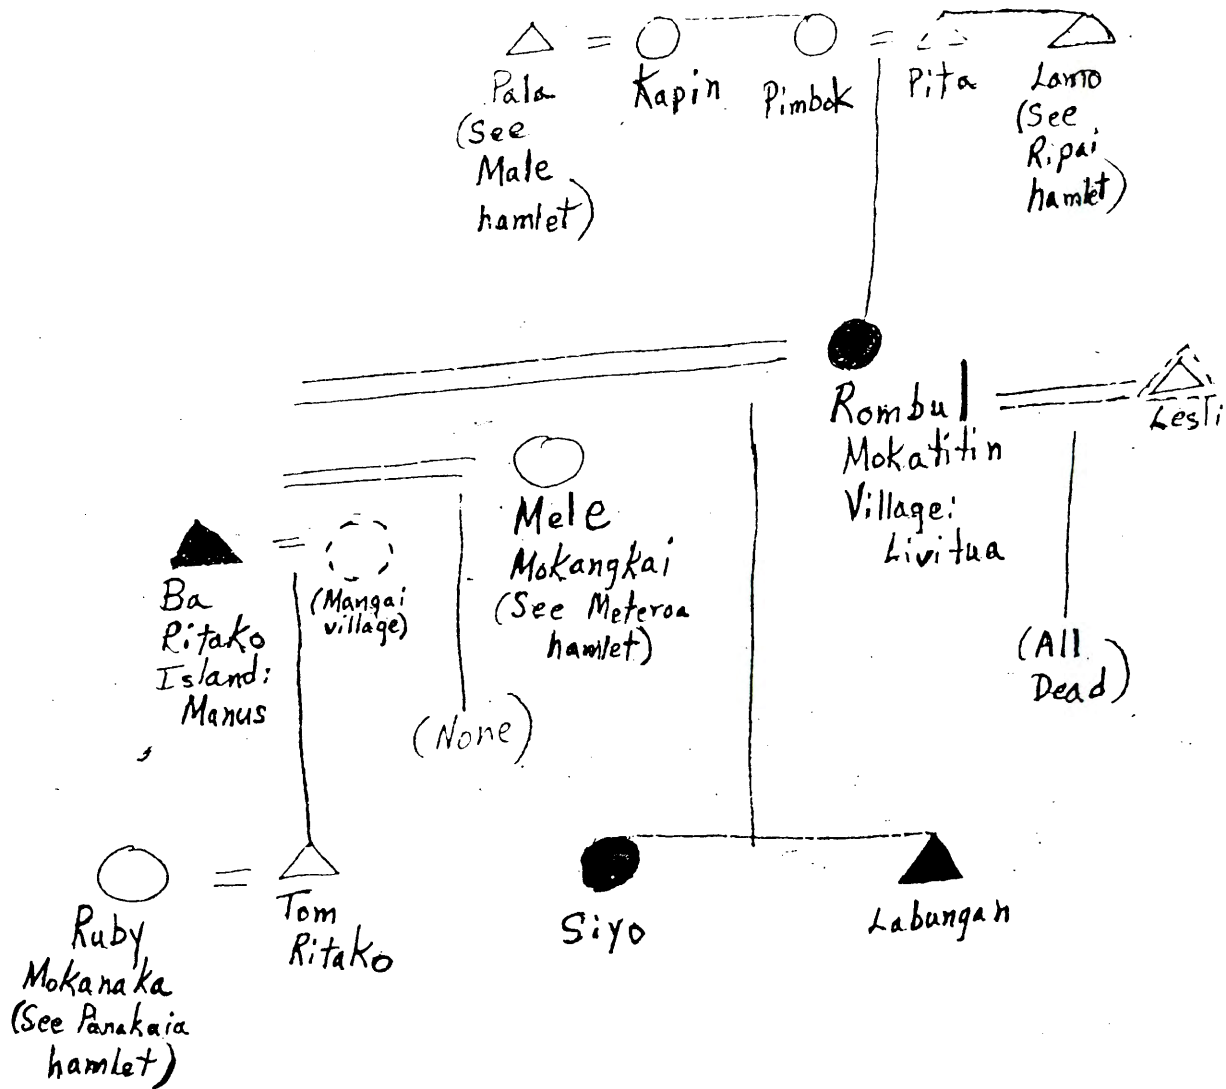 Pala
(See
Male
hamlet)
Kapin
Pimbok
Pita
Lamo
(See
Ripai
hamlet)
Rombul
Mokatitin
Village:
Livitua
Lesli
(All
Dead)
Mele
Mokangkai
(See Meteroa
hamlet)
(None)
Ba
Ritako
Island:
Manus
(Mangai
village)
Ruby
Mokanaka
(See Panakaia
hamlet)
Tom
Ritako
Siyo
Labungan